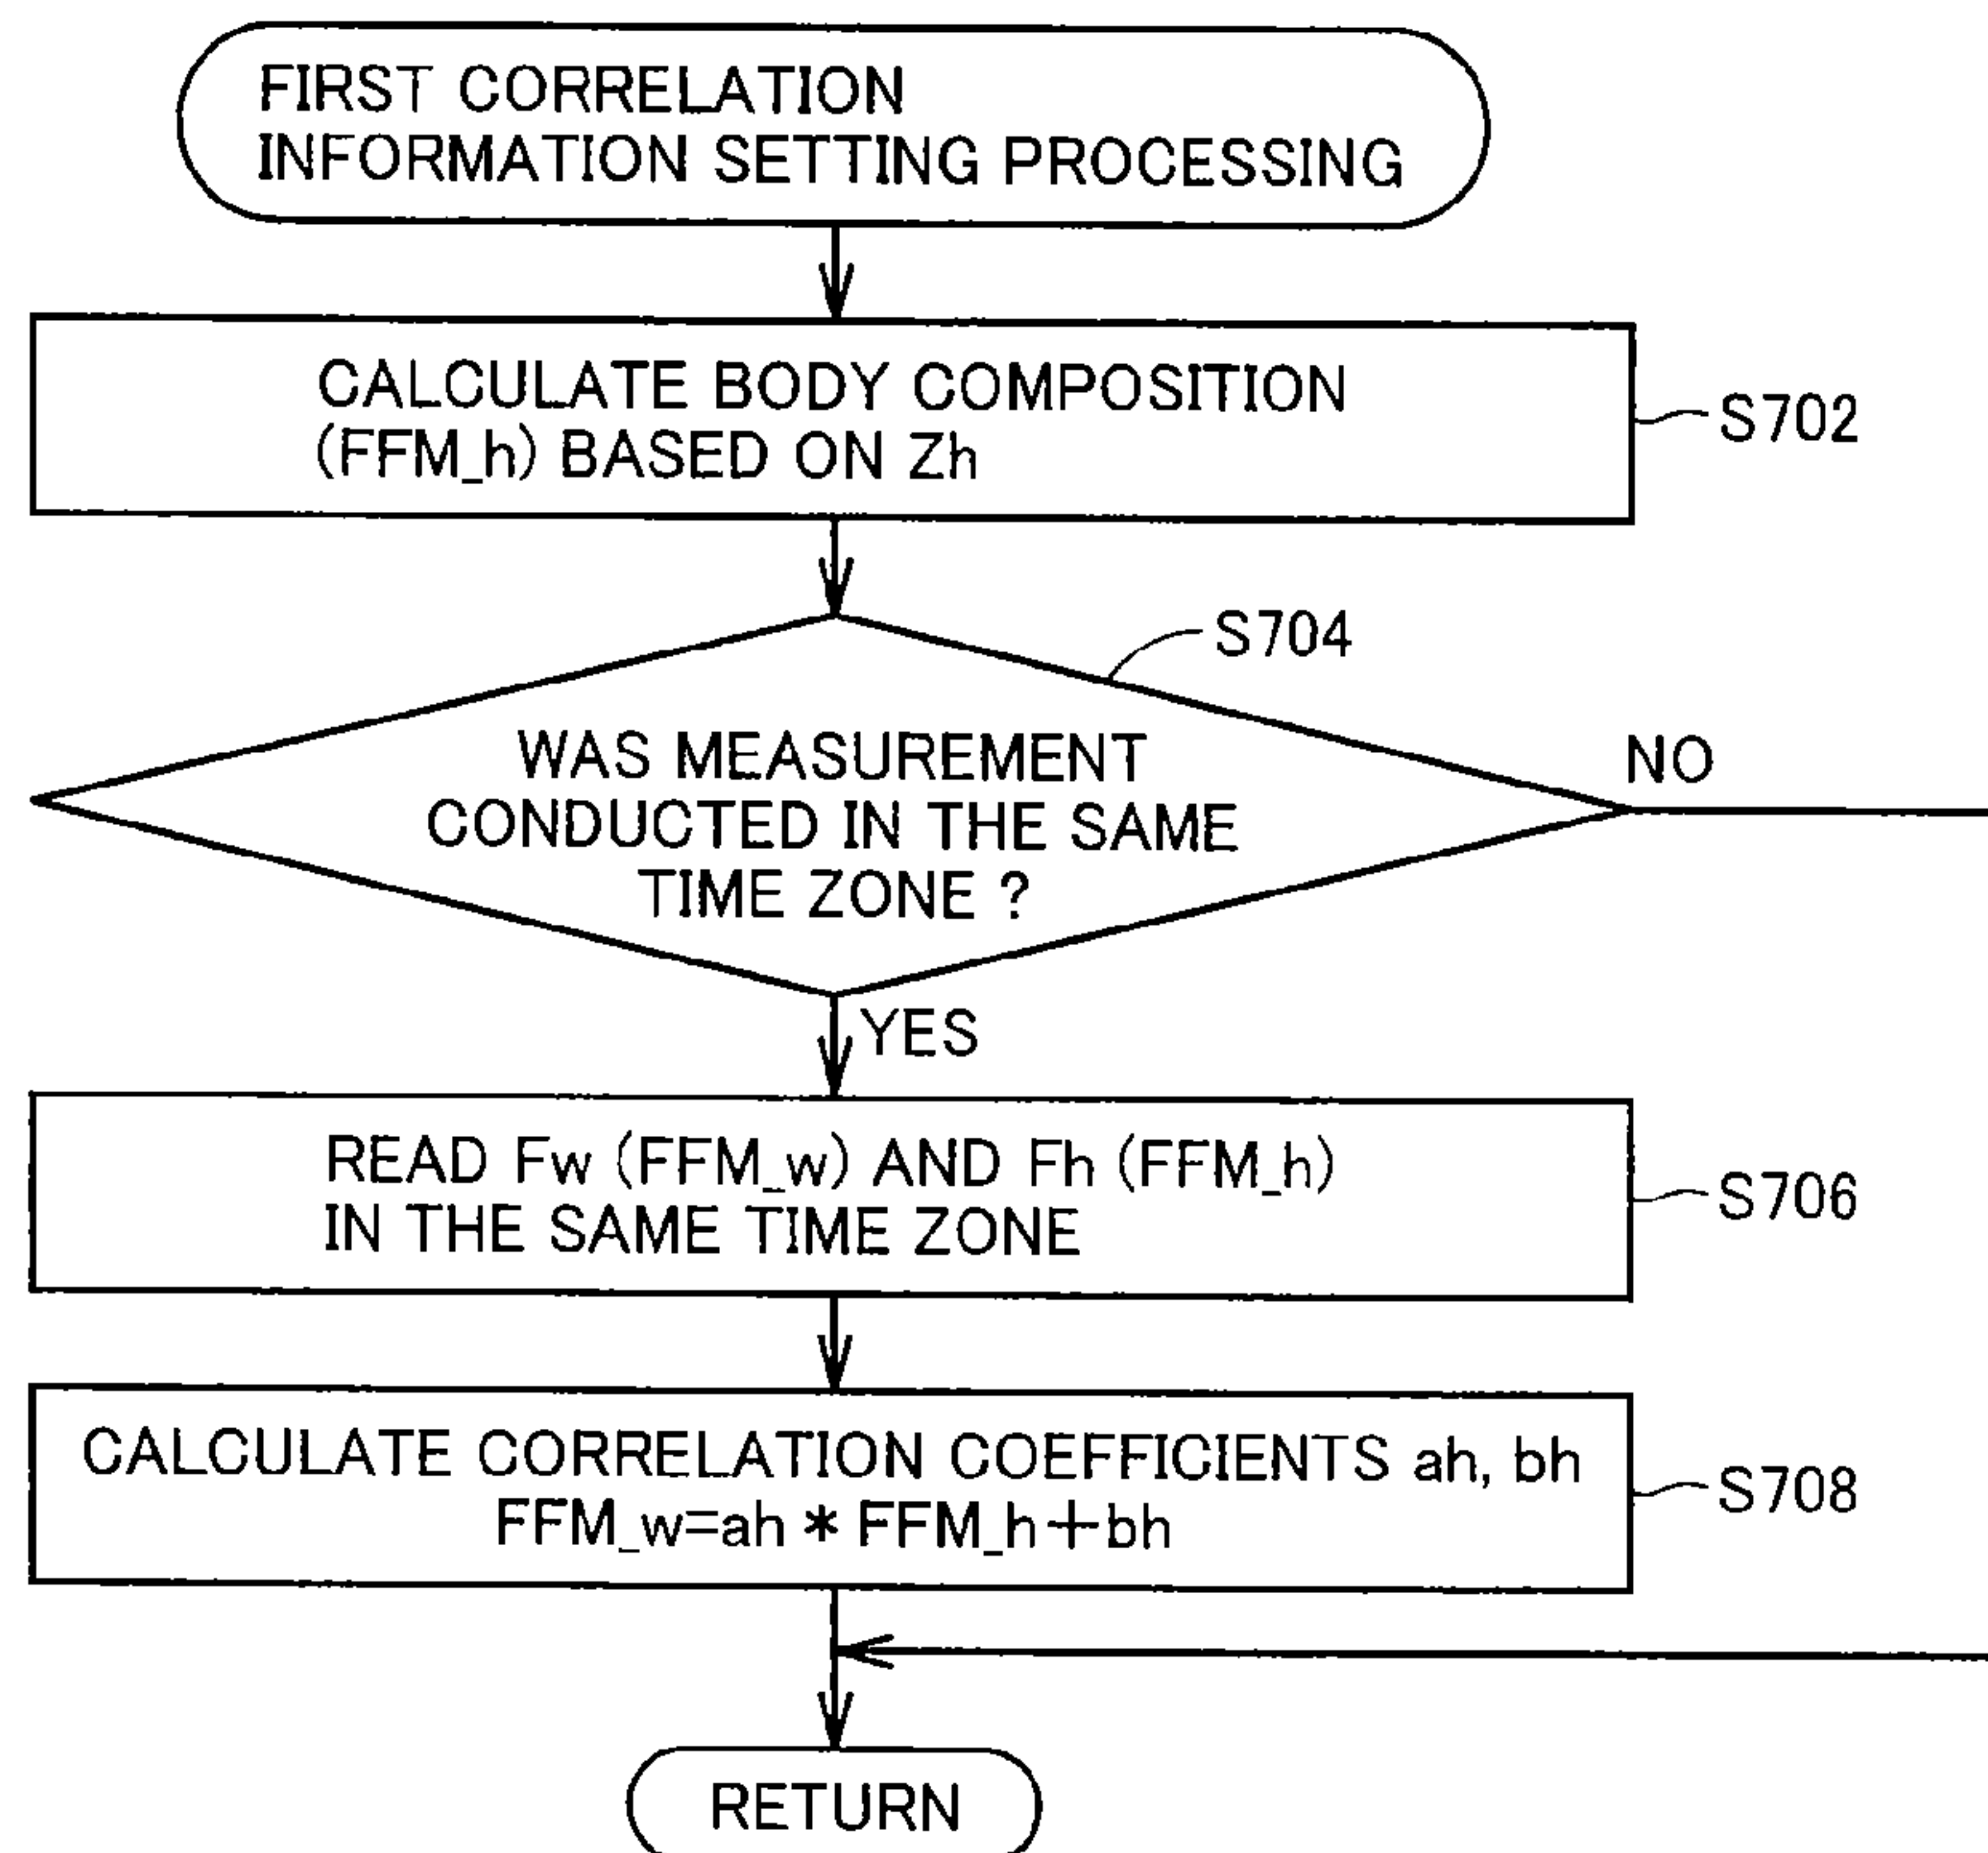 FIRST CORRELATION
INFORMATION SETTING PROCESSING
CALCULATE BODY COMPOSITION
(FFM_h) BASED ON Zh
S702
S704
WAS MEASUREMENT
CONDUCTED IN THE SAME
TIME ZONE ?
NO
YES
READ Fw (FFM_w) AND Fh (FFM_h)
IN THE SAME TIME ZONE
S706
CALCULATE CORRELATION COEFFICIENTS ah, bh
FFM_w=ah * FFM_h+bh
S708
RETURN